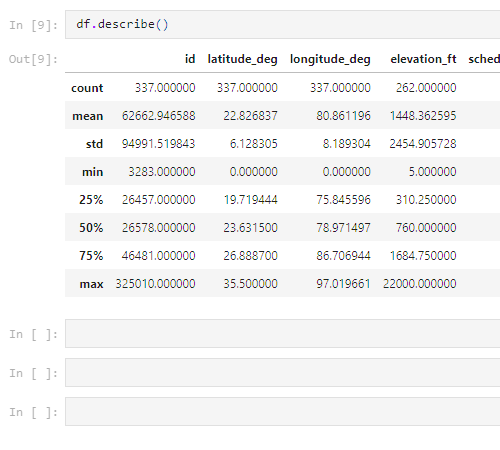 In [9]: df.describe()
Out[9]:
id latitude_deg longitude_deg elevation_ft sched
count 337.000000 337.000000 337.000000 262.000000
mean 62662.946588 22.826837 80.861196 1448.362595
std 94991.519843 6.128305 8.189304 2454.905728
min 3283.000000 0.000000 0.000000 5.000000
25% 26457.000000 19.719444 75.845596 310.250000
50% 26578.000000 23.631500 78.971497 760.000000
75% 46481.000000 26.888700 86.706944 1684.750000
max 325010.000000 35.500000 97.019661 22000.000000
In [ ]:
In [ ]:
In [ ]: